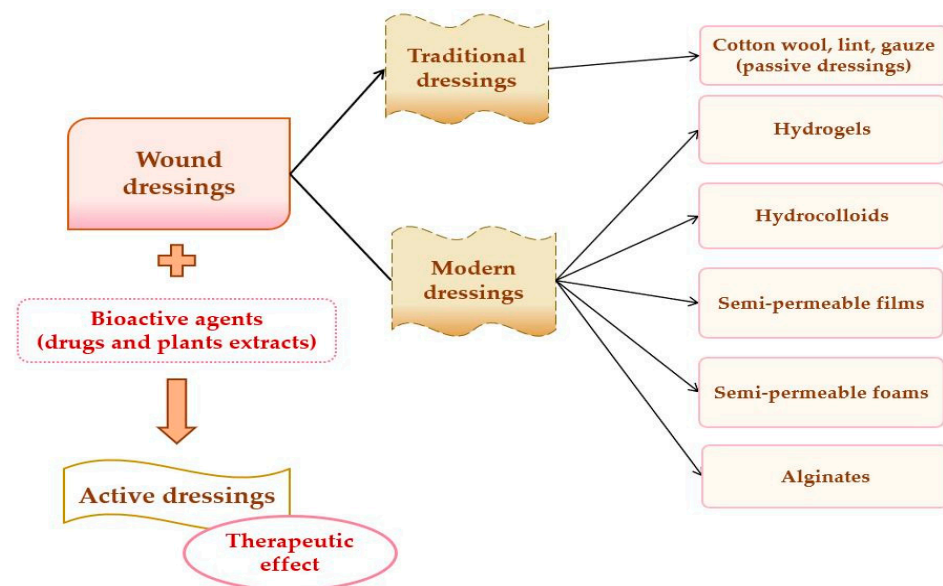 Wound
dressings
Bioactive agents
(drugs and plants extracts)
Active dressings
Therapeutic
effect
Traditional
dressings
Modern
dressings
Cotton wool, lint, gauze
(passive dressings)
Hydrogels
Hydrocolloids
Semi-permeable films
Semi-permeable foams
Alginates